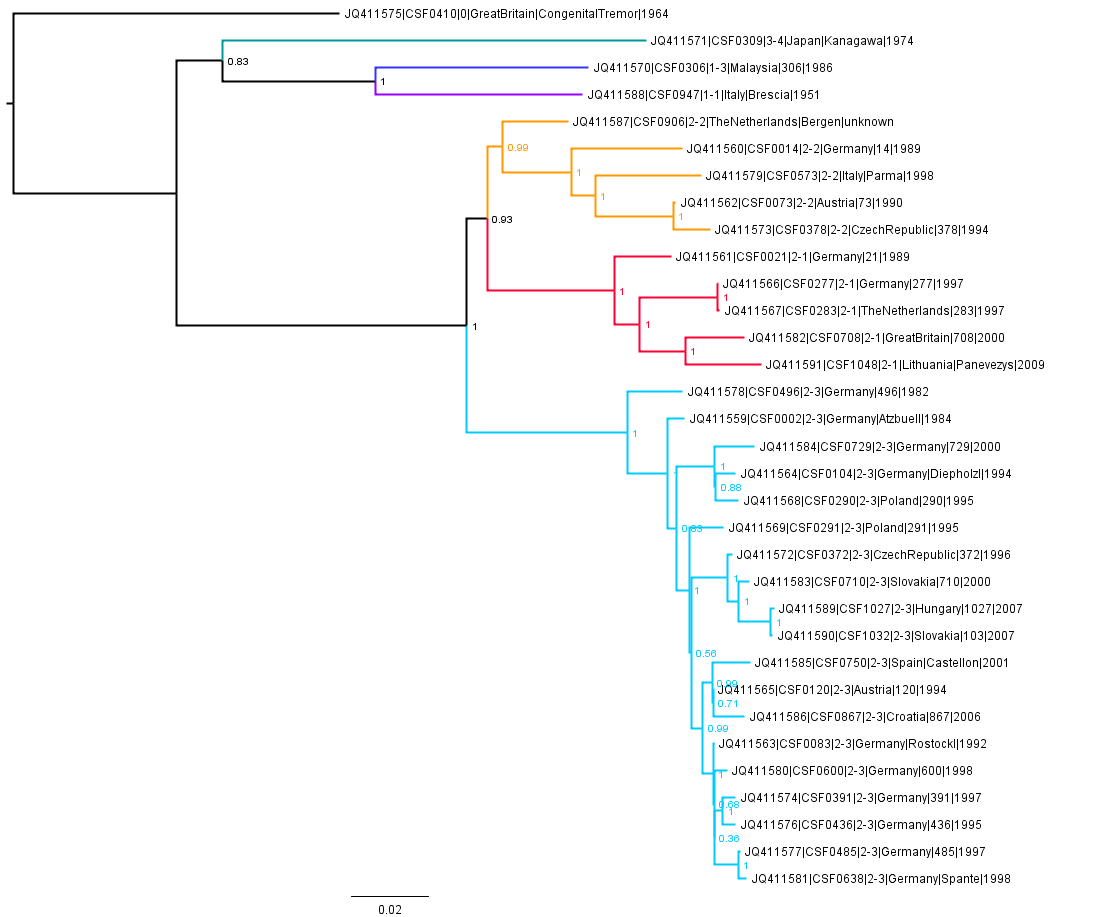 JQ411575|CSF0410|0|GreatBritain|CongenitalTremor|1964
JQ411571|CSF0309|3-4|Japan|Kanagawa|1974
0.83
JQ411570|CSF0306|1-3|Malaysia|306|1986
1
JQ411588|CSF0947|1-1|Italy|Brescia|1951
JQ411587|CSF0906|2-2|TheNetherlands|Bergen|unknown
0.99
JQ411560|CSF0014|2-2|Germany|14|1989
1
JQ411579|CSF0573|2-2|Italy|Parma|1998
1
JQ411562|CSF0073|2-2|Austria|73|1990
1
0.93
JQ411573|CSF0378|2-2|CzechRepublic|378|1994
JQ411561|CSF0021|2-1|Germany|21|1989
JQ411566|CSF0277|2-1|Germany|277|1997
1
1
JQ411567|CSF0283|2-1|TheNetherlands|283|1997
1
1
JQ411582|CSF0708|2-1|GreatBritain|708|2000
1
JQ411591|CSF1048|2-1|Lithuania|Panevezys|2009
JQ411578|CSF0496|2-3|Germany|496|1982
JQ411559|CSF0002|2-3|Germany|Atzbuell|1984
1
JQ411584|CSF0729|2-3|Germany|729|2000
1
JQ411564|CSF0104|2-3|Germany|Diepholzl|1994
0.88
JQ411568|CSF0290|2-3|Poland|290|1995
JQ411569|CSF0291|2-3|Poland|291|1995
JQ411572|CSF0372|2-3|CzechRepublic|372|1996
1
JQ411583|CSF0710|2-3|Slovakia|710|2000
1
1
JQ411589|CSF1027|2-3|Hungary|1027|2007
1
JQ411590|CSF1032|2-3|Slovakia|103|2007
0.56
JQ411585|CSF0750|2-3|Spain|Castellon|2001
0.99
JQ411565|CSF0120|2-3|Austria|120|1994
0.71
JQ411586|CSF0867|2-3|Croatia|867|2006
0.99
JQ411563|CSF0083|2-3|Germany|RostockI|1992
JQ411580|CSF0600|2-3|Germany|600|1998
1
JQ411574|CSF0391|2-3|Germany|391|1997
0.68
1
JQ411576|CSF0436|2-3|Germany|436|1995
0.36
JQ411577|CSF0485|2-3|Germany|485|1997
1
JQ411581|CSF0638|2-3|Germany|Spante|1998
0.02